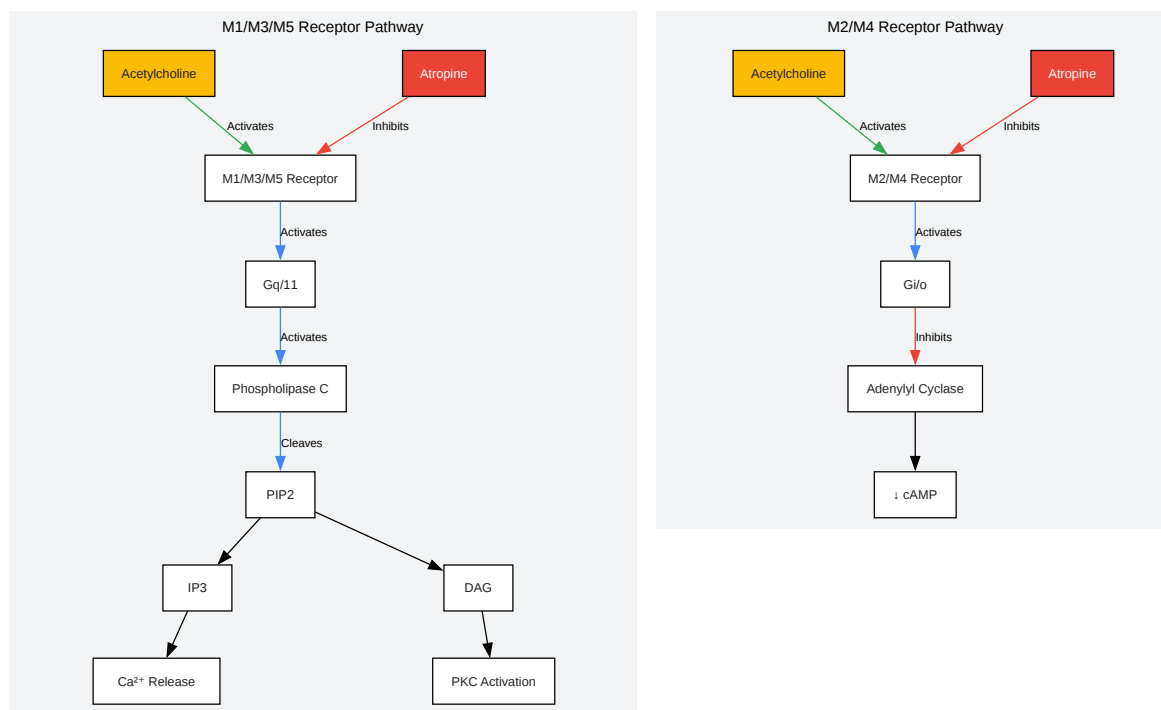 M1/M3/M5 Receptor Pathway
Acetylcholine
Atropine
Activates
Inhibits
M1/M3/M5 Receptor
Activates
Gq/11
Activates
Phospholipase C
Cleaves
PIP2
IP3
DAG
Ca²⁺ Release
PKC Activation
M2/M4 Receptor Pathway
Acetylcholine
Atropine
Activates
Inhibits
M2/M4 Receptor
Activates
Gi/o
Inhibits
Adenylyl Cyclase
↓ cAMP